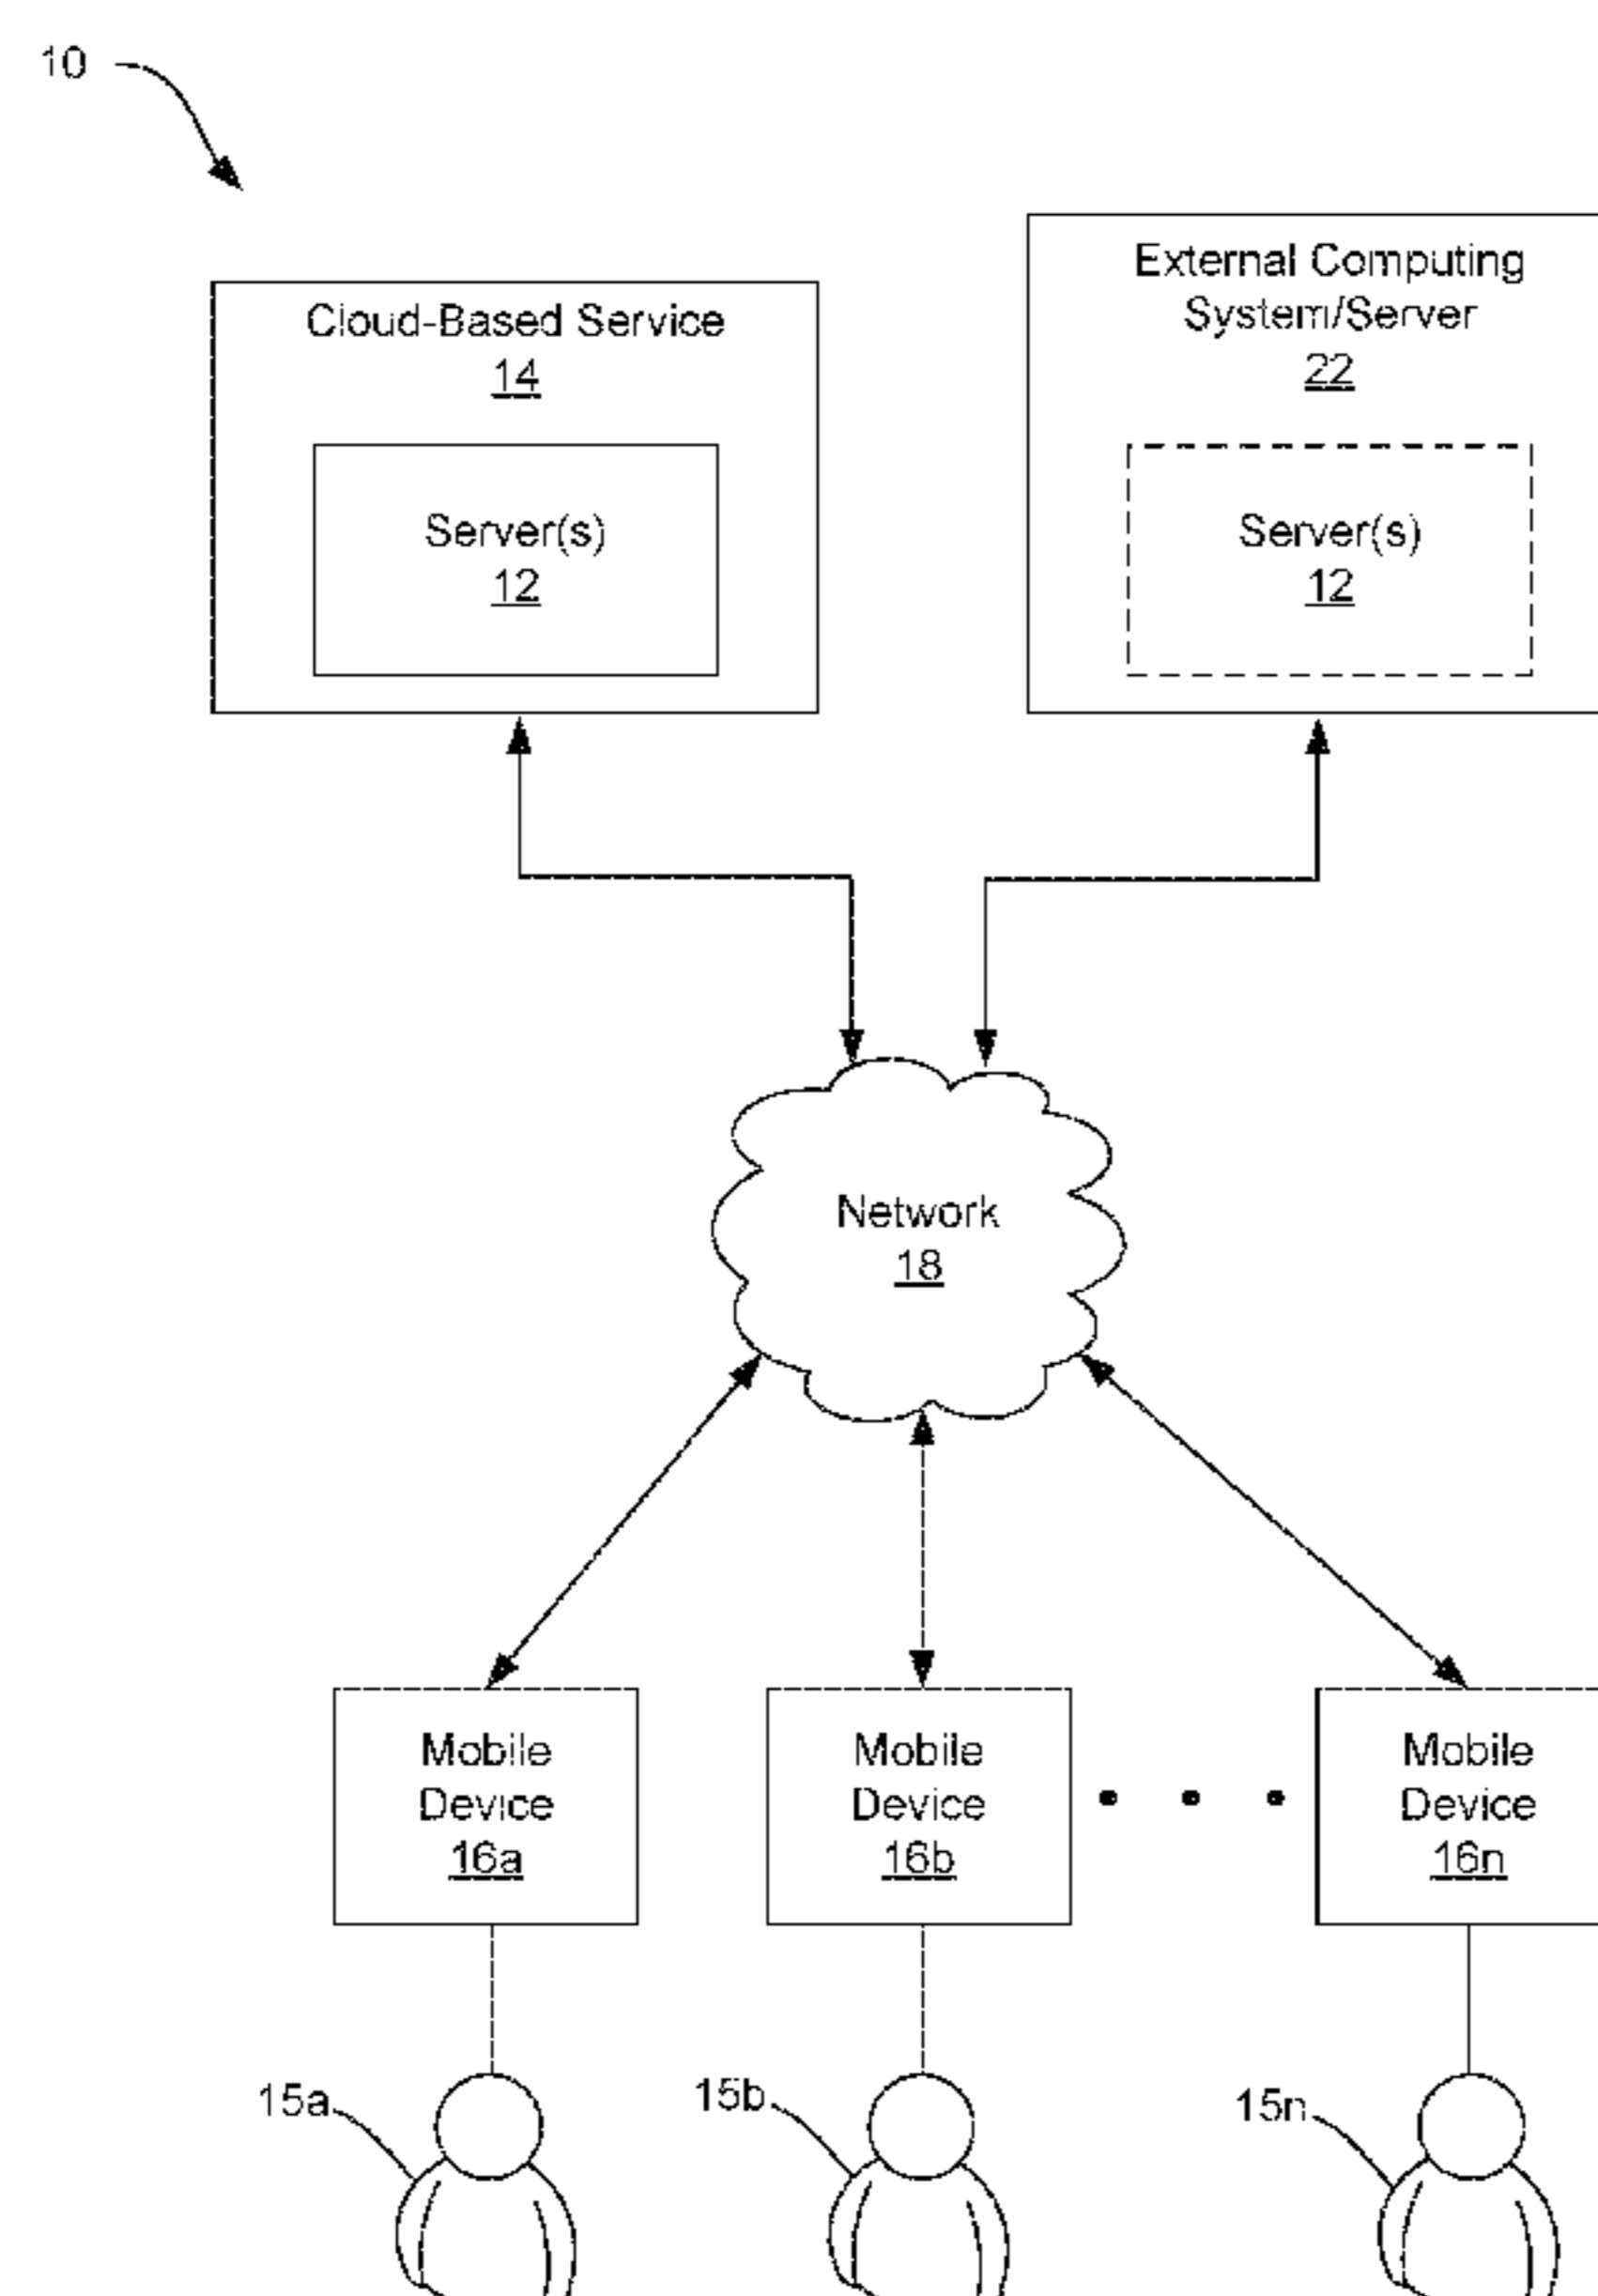 10
Cloud-Based Service
14
Server(s)
12
External Computing
System/Server
22
Server(s)
12
Network
18
Mobile
Device
16a
Mobile
Device
16b
Mobile
Device
16n
15a
15b
15n